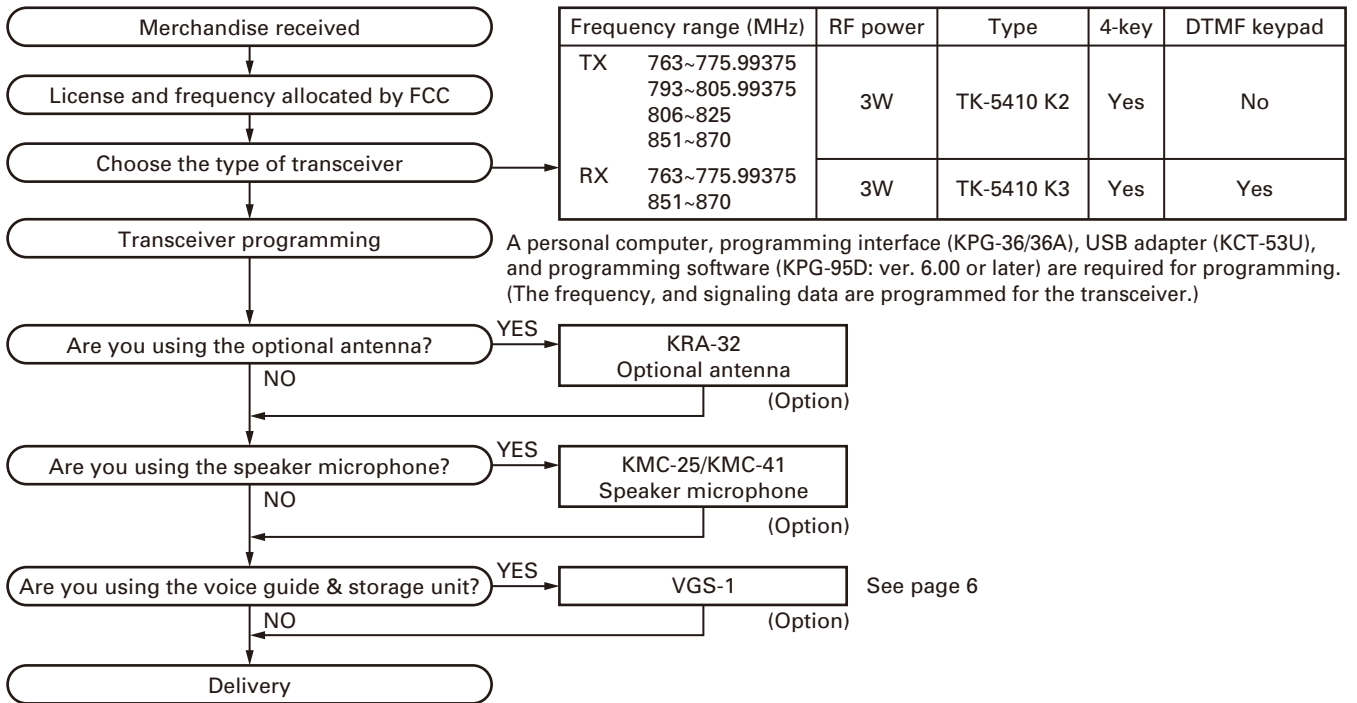 Merchandise received
License and frequency allocated by FCC
Choose the type of transceiver
Frequency range (MHz) RF power Type 4-key DTMF keypad
TX 763~775.99375
793~805.99375
806~825
851~870
3W TK-5410 K2 Yes No
RX 763~775.99375
851~870
3W TK-5410 K3 Yes Yes
Transceiver programming
A personal computer, programming interface (KPG-36/36A), USB adapter (KCT-53U),
and programming software (KPG-95D: ver. 6.00 or later) are required for programming.
(The frequency, and signaling data are programmed for the transceiver.)
Are you using the optional antenna?
YES
KRA-32
Optional antenna
(Option)
NO
Are you using the speaker microphone?
YES
KMC-25/KMC-41
Speaker microphone
(Option)
NO
Are you using the voice guide & storage unit?
YES
VGS-1
See page 6
(Option)
NO
Delivery